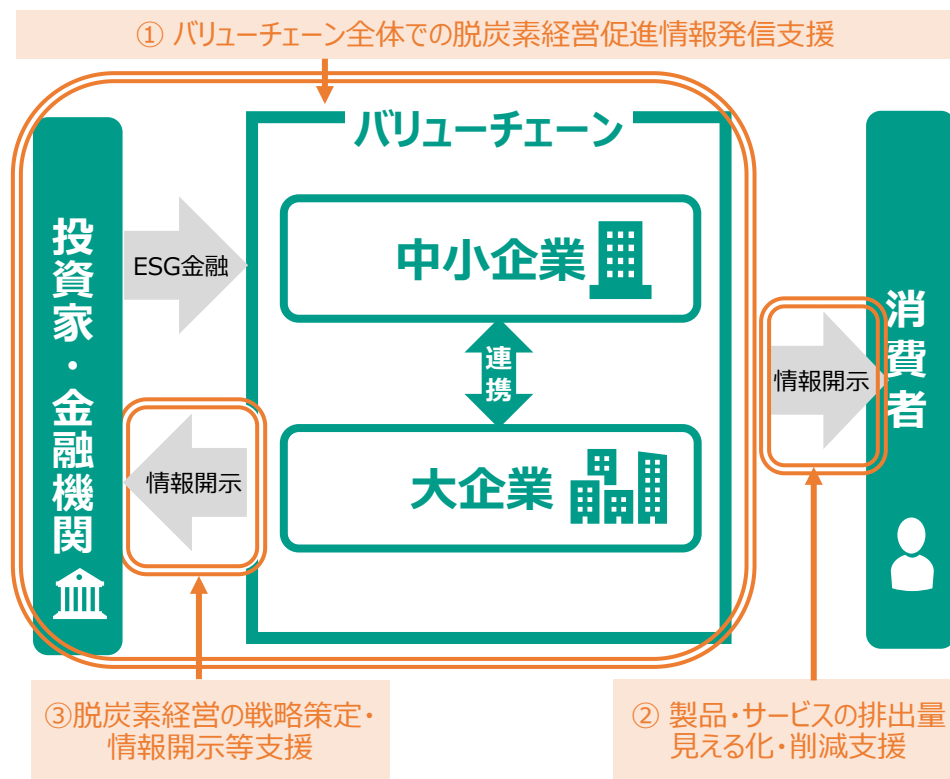 ① バリューチェーン全体での脱炭素経営促進情報発信支援
バリューチェーン
投資家・金融機関
ESG金融
中小企業
連携
情報開示
大企業
情報開示
消費者
③脱炭素経営の戦略策定・
情報開示等支援
② 製品・サービスの排出量
見える化・削減支援